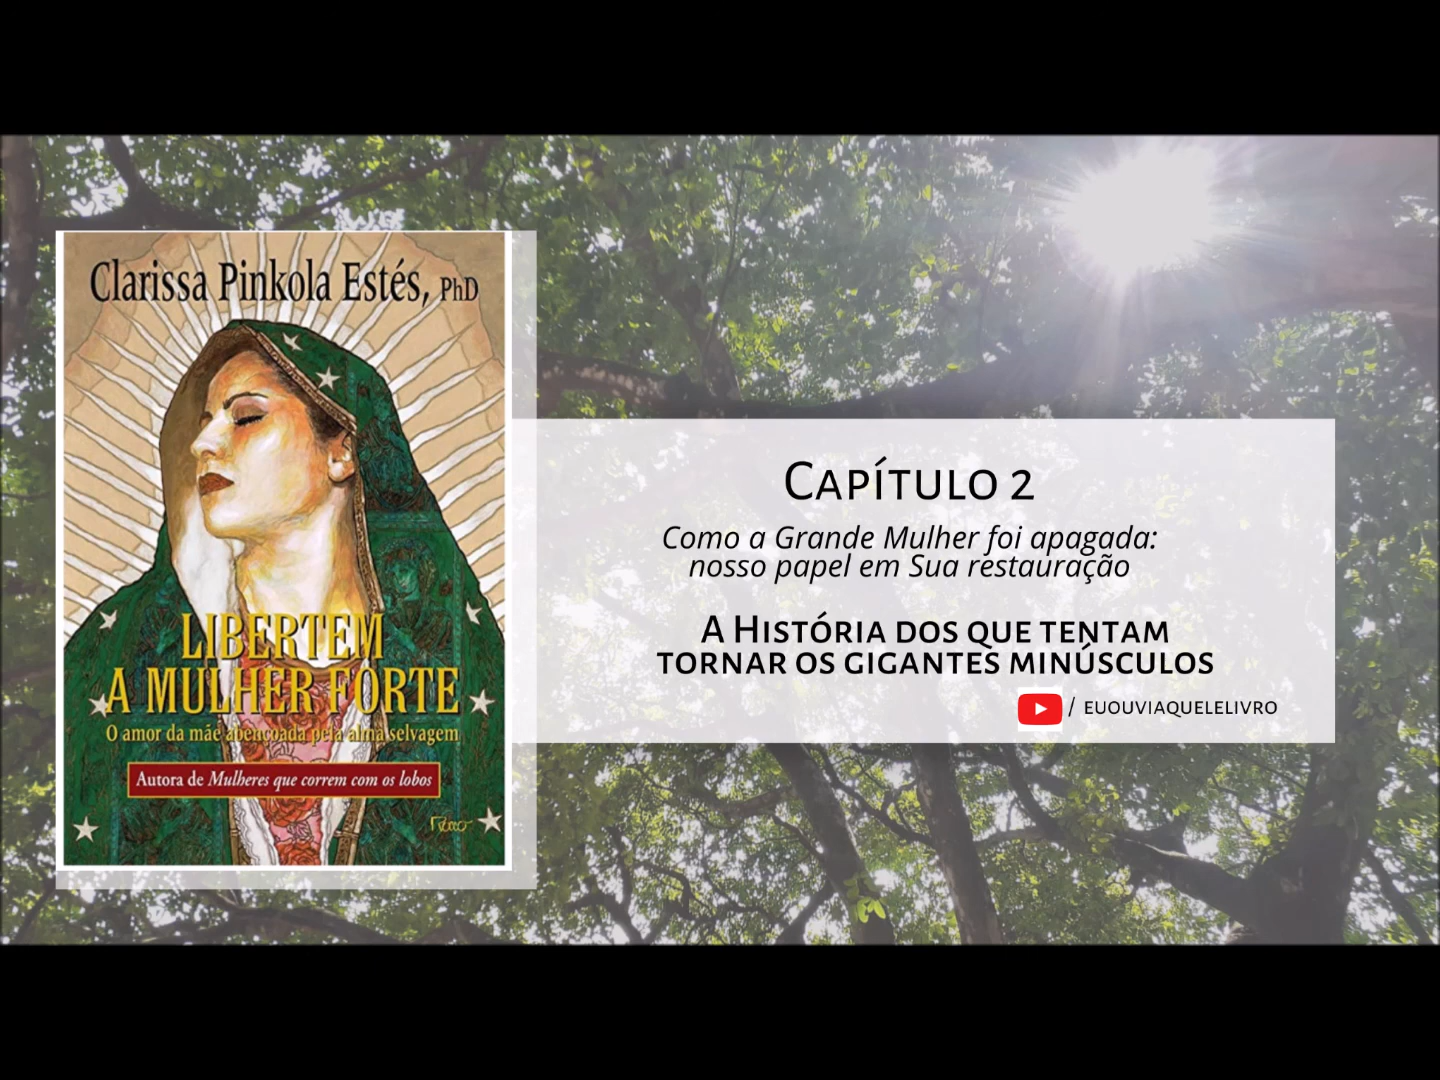 Clarissa Pinkola Estés, PhD
LIBERTEM
A MULHER FORTE
O amor da mãe abençoada pela alma selvagem
Autora de Mulheres que correm com os lobos
Capítulo 2
Como a Grande Mulher foi apagada:
nosso papel em Sua restauração
A História dos que tentam
tornar os gigantes minúsculos
/ euouviaquelelivro